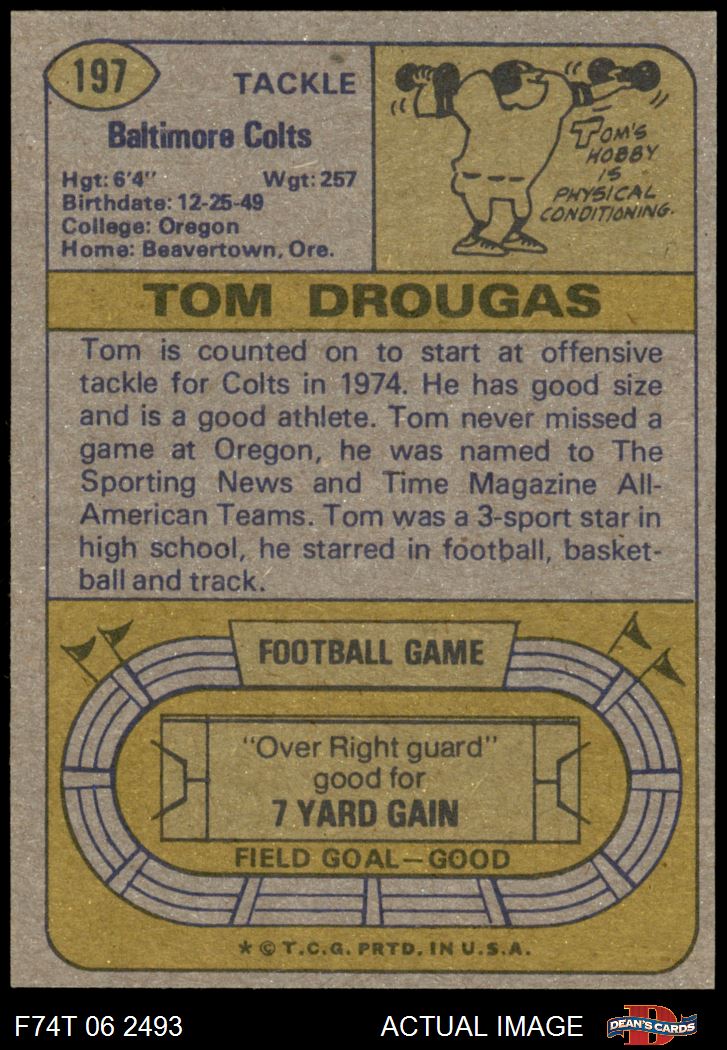 197
TACKLE
Baltimore Colts
Hgt: 6'4" Wgt: 257
Birthdate: 12-25-49
College: Oregon
Home: Beavertown, Ore.
TOM'S
HOBBY
IS
PHYSICAL
CONDITIONING.
TOM DROUGAS
Tom is counted on to start at offensive
tackle for Colts in 1974. He has good size
and is a good athlete. Tom never missed a
game at Oregon, he was named to The
Sporting News and Time Magazine All-
American Teams. Tom was a 3-sport star in
high school, he starred in football, basket-
ball and track.
FOOTBALL GAME
"Over Right guard"
good for
7 YARD GAIN
FIELD GOAL—GOOD
* © T.C.G. PRTD. IN U.S.A.
F74T 06 2493 ACTUAL IMAGE
D
DEAN'S CARDS